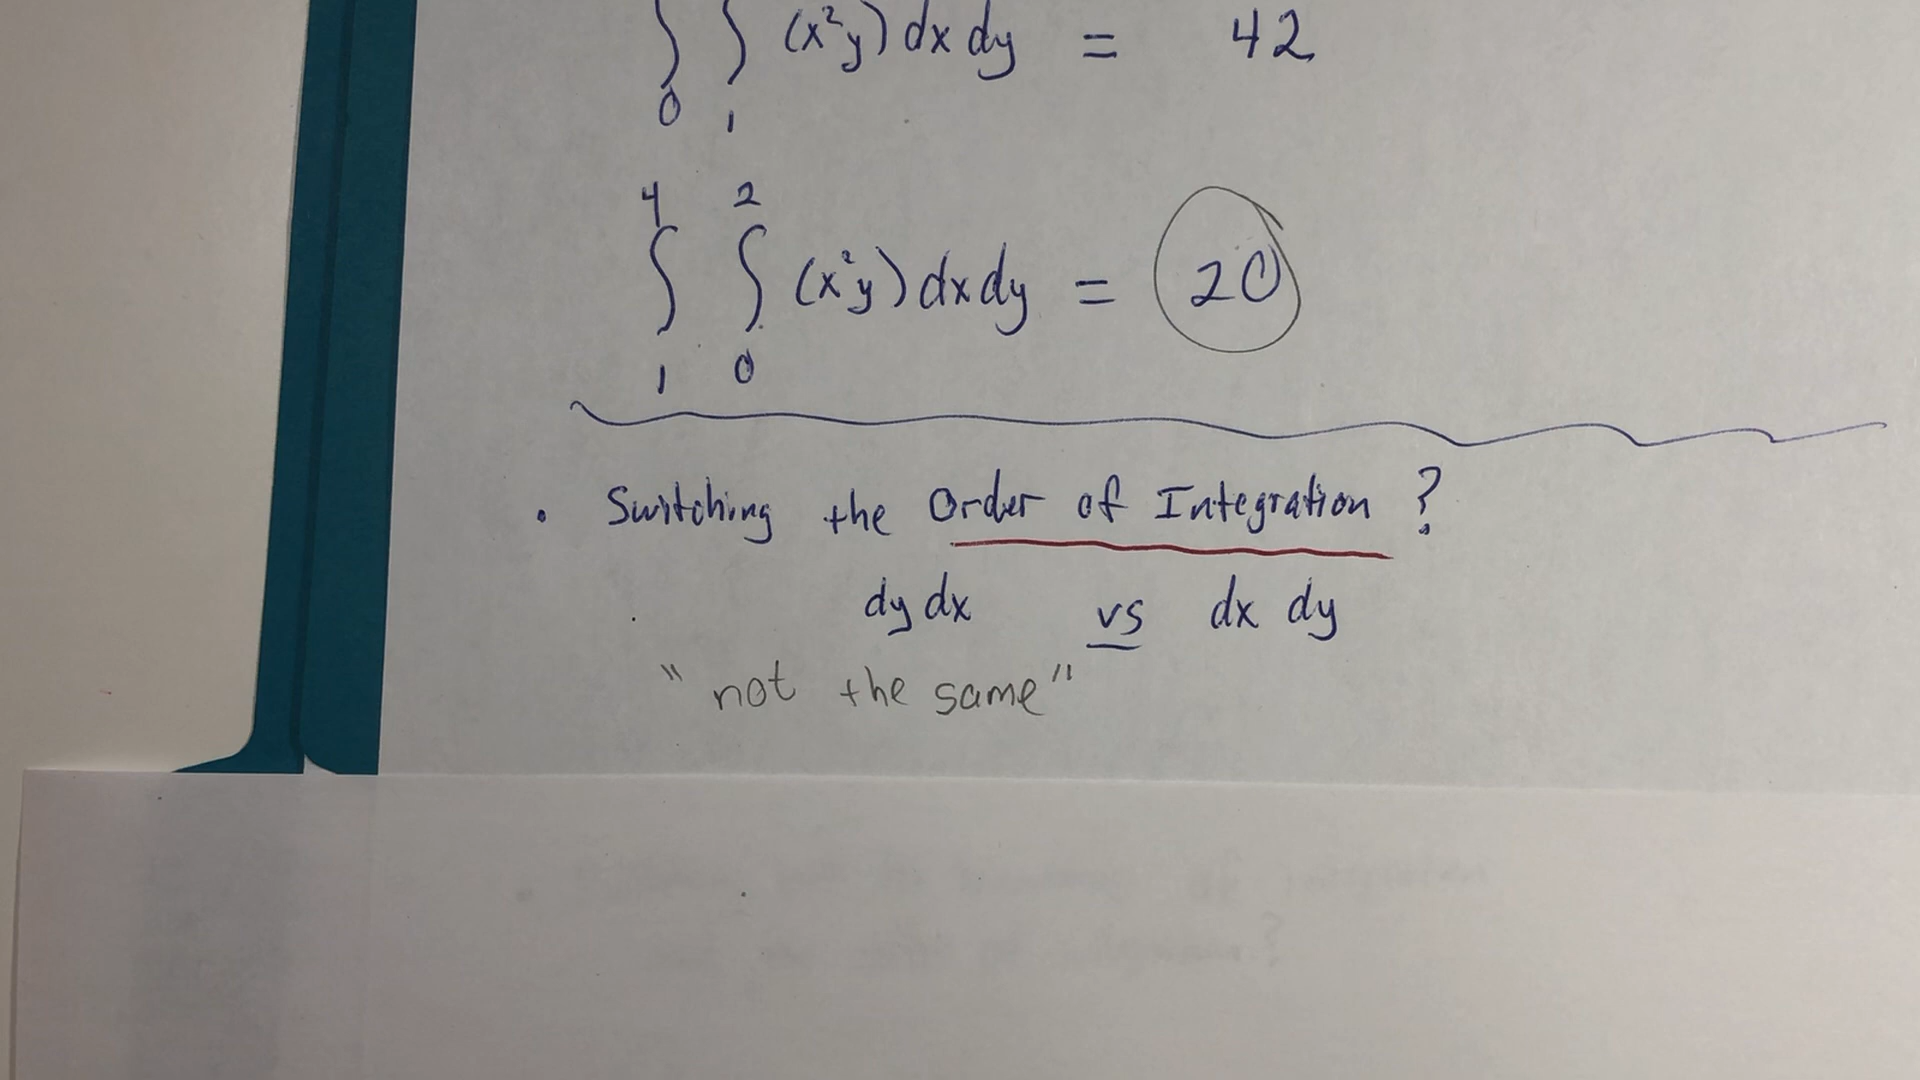 ∫ ∫ (x²y) dx dy = 42
0 1
4 2
∫ ∫ (x²y) dx dy = 20
1 0
• Switching the Order of Integration ?
dy dx vs dx dy
"not the same"